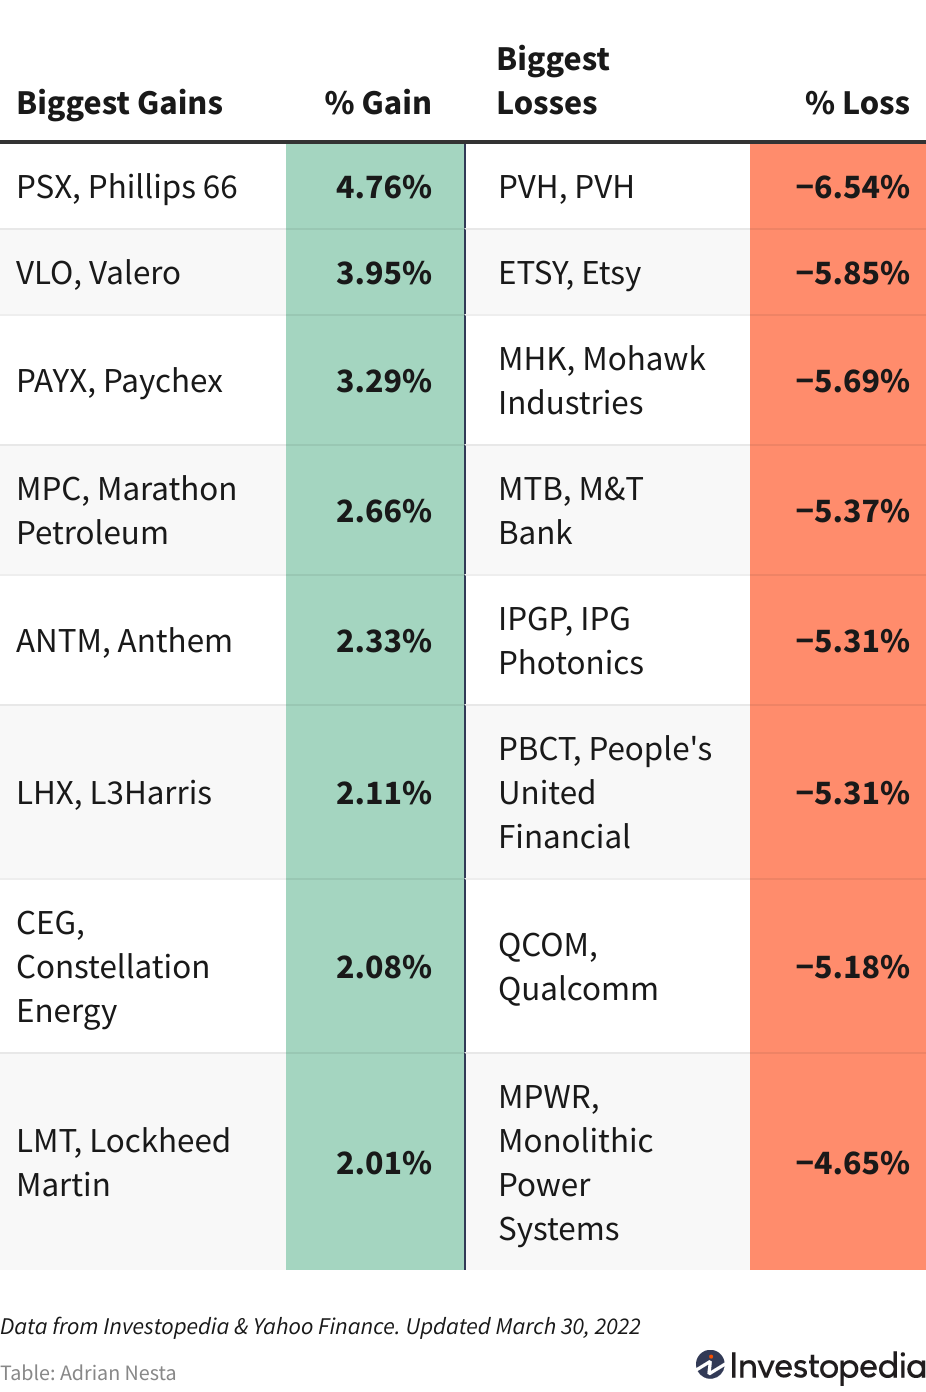 Biggest Gains % Gain Biggest Losses % Loss
PSX, Phillips 66 4.76% PVH, PVH −6.54%
VLO, Valero 3.95% ETSY, Etsy −5.85%
PAYX, Paychex 3.29% MHK, Mohawk Industries −5.69%
MPC, Marathon Petroleum 2.66% MTB, M&T Bank −5.37%
ANTM, Anthem 2.33% IPGP, IPG Photonics −5.31%
LHX, L3Harris 2.11% PBCT, People's United Financial −5.31%
CEG, Constellation Energy 2.08% QCOM, Qualcomm −5.18%
LMT, Lockheed Martin 2.01% MPWR, Monolithic Power Systems −4.65%
Data from Investopedia & Yahoo Finance. Updated March 30, 2022
Table: Adrian Nesta
Investopedia